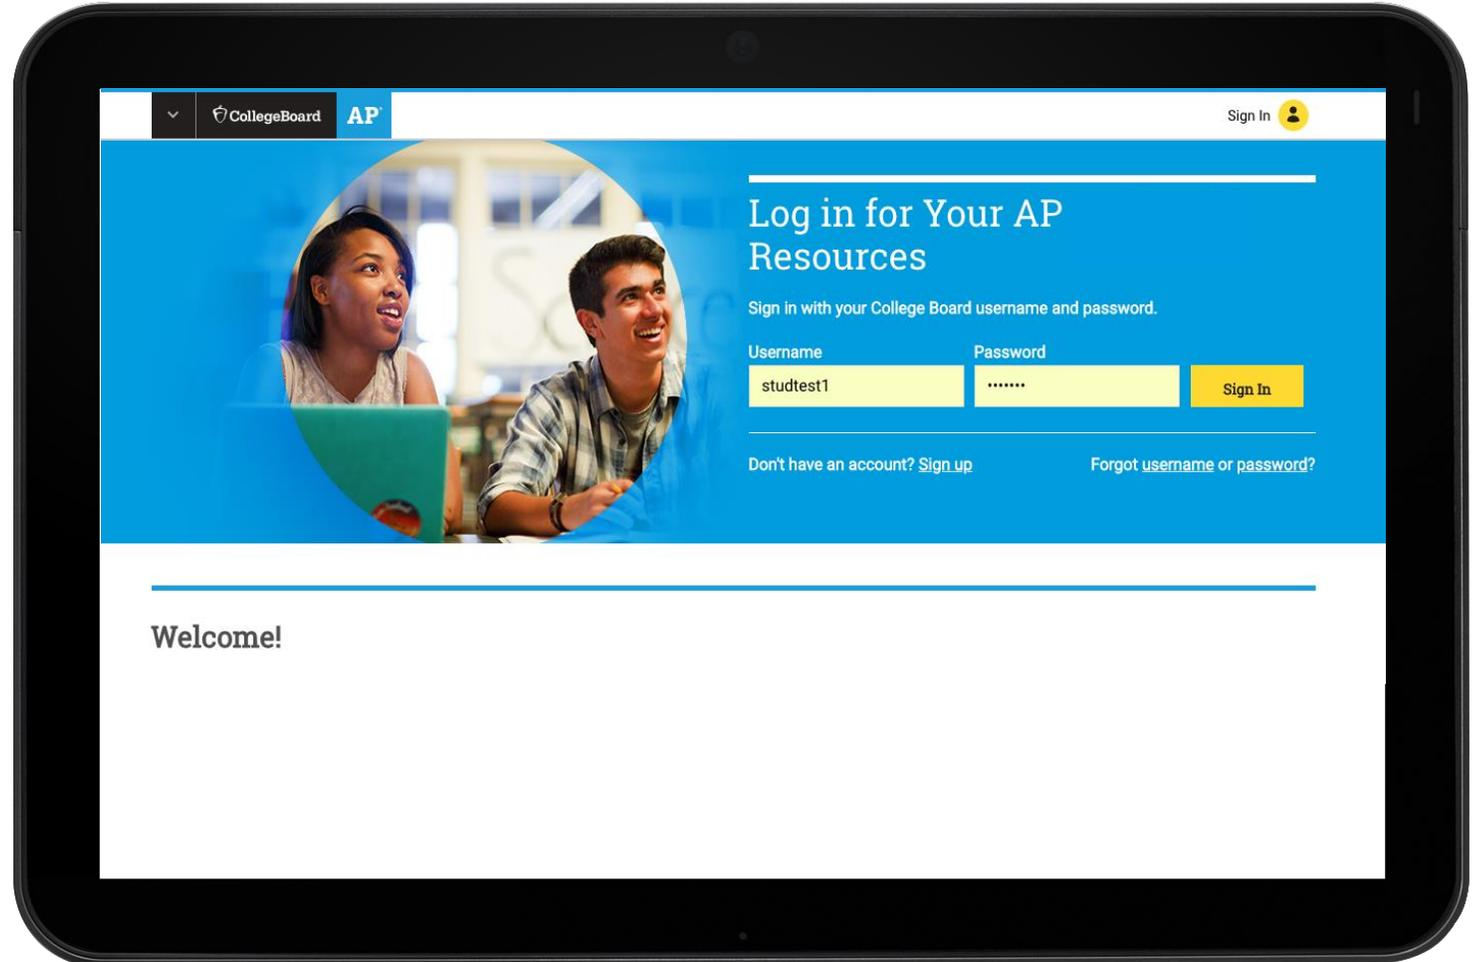 CollegeBoard
AP®
Sign In
Log in for Your AP
Resources
Sign in with your College Board username and password.
Username
Password
studtest1
•••••••
Sign In
Don't have an account? Sign up
Forgot username or password?
Welcome!